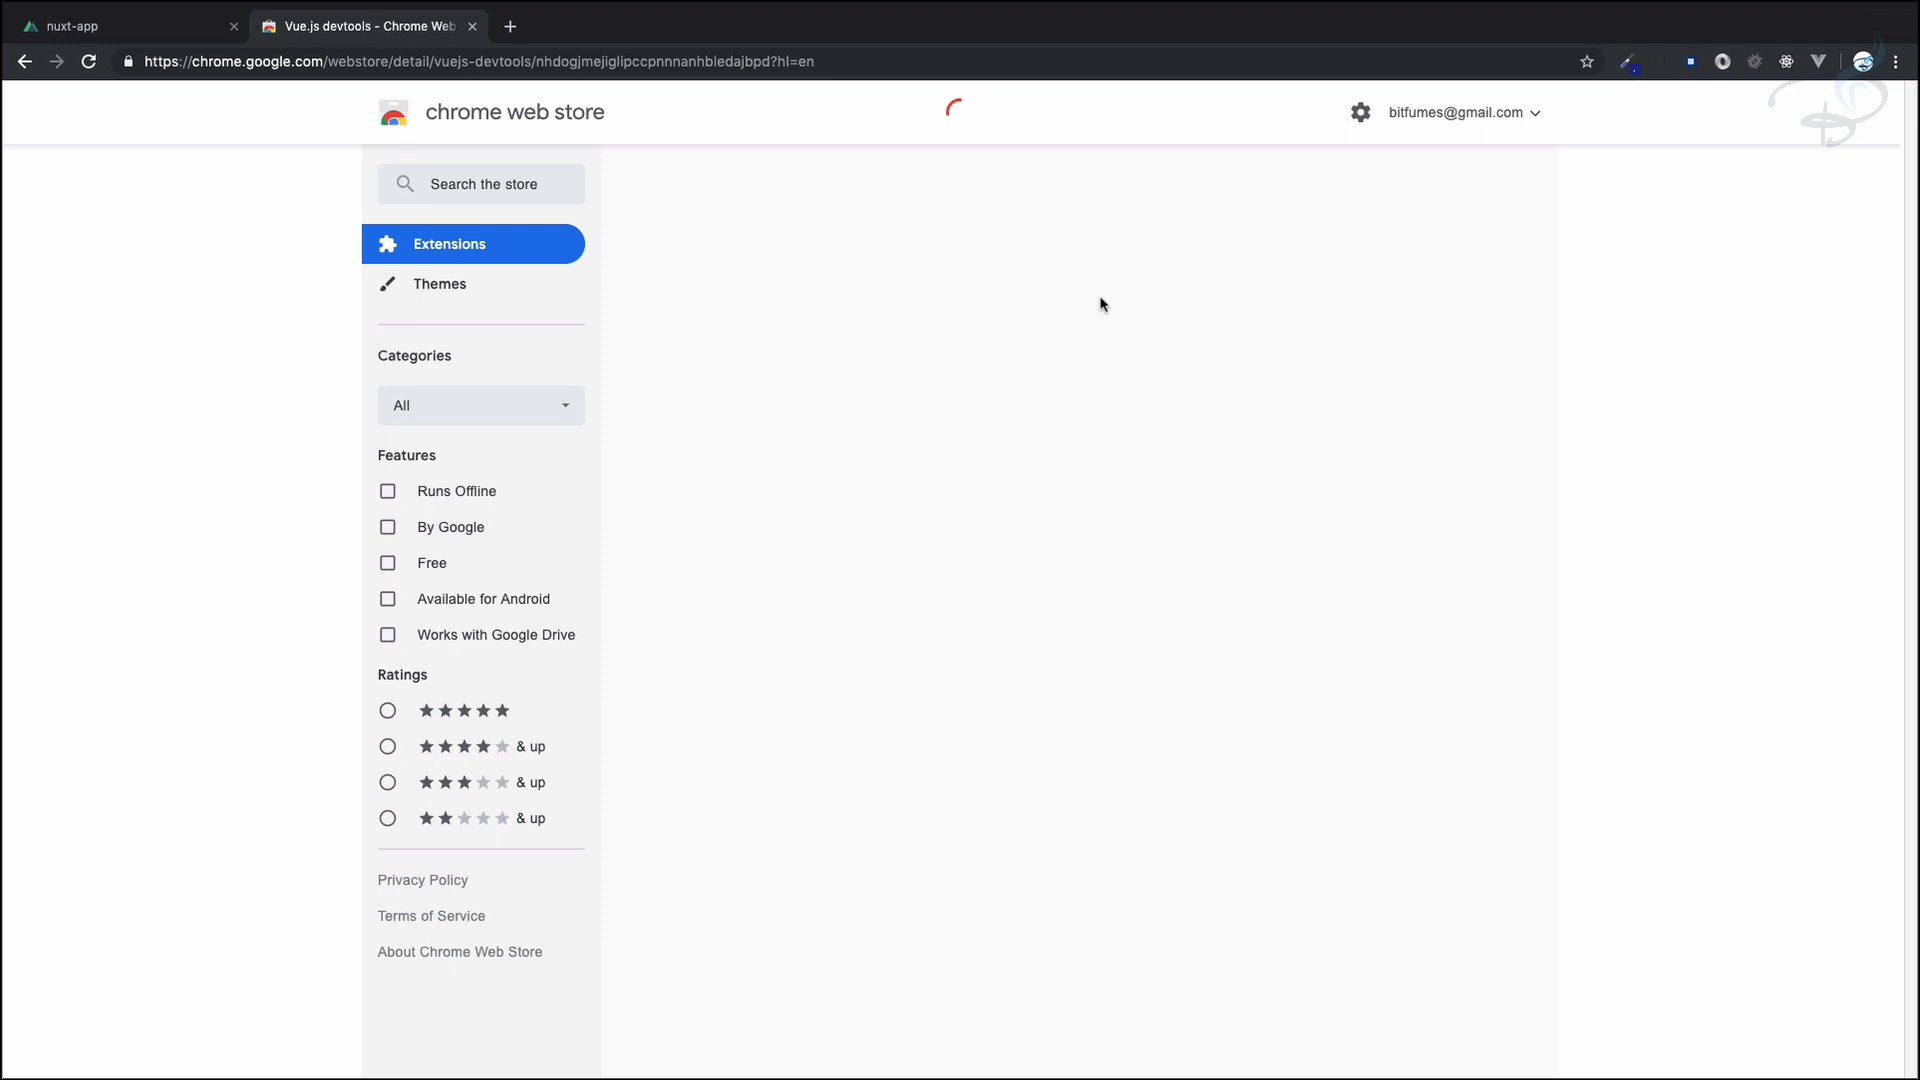 nuxt-app
Vue.js devtools - Chrome Web
https://chrome.google.com/webstore/detail/vuejs-devtools/nhdogjmejiglipccpnnnanhbledajbpd?hl=en
chrome web store
bitfumes@gmail.com
Search the store
Extensions
Themes
Categories
All
Features
Runs Offline
By Google
Free
Available for Android
Works with Google Drive
Ratings
& up
& up
& up
Privacy Policy
Terms of Service
About Chrome Web Store